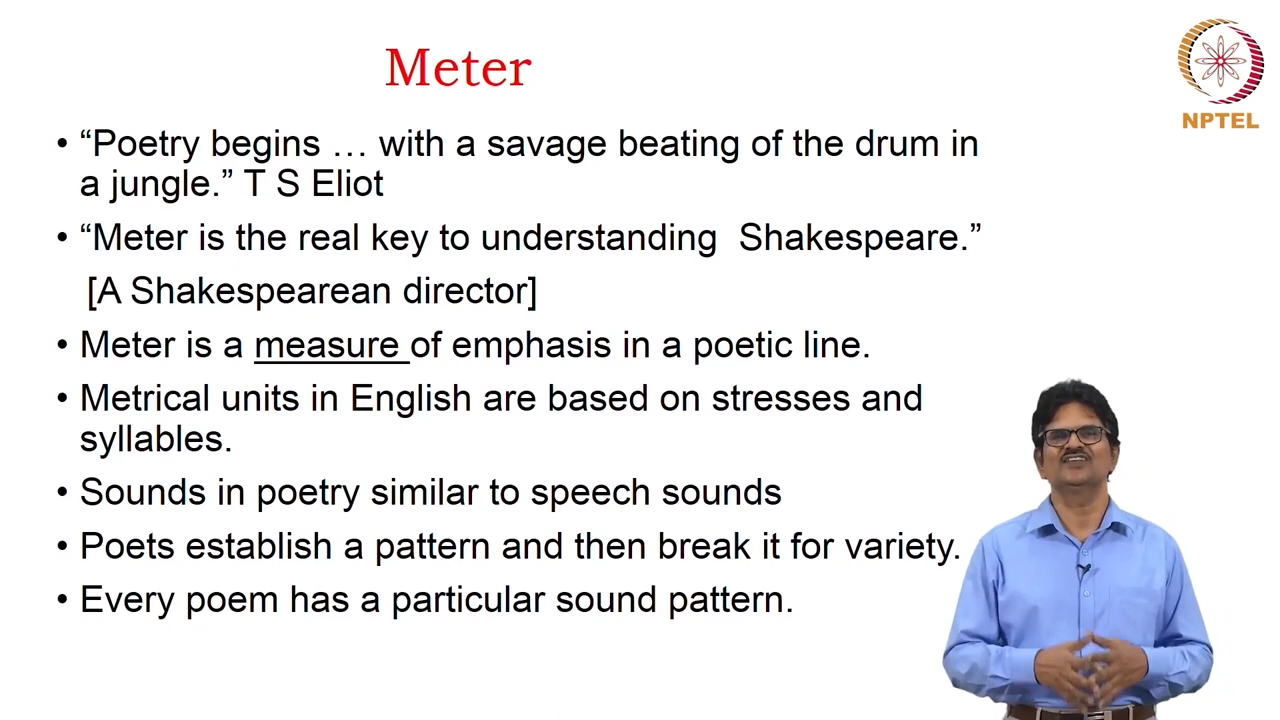 Meter
NPTEL
• “Poetry begins … with a savage beating of the drum in
a jungle.” T S Eliot
• “Meter is the real key to understanding  Shakespeare.”
[A Shakespearean director]
• Meter is a measure of emphasis in a poetic line.
• Metrical units in English are based on stresses and
syllables.
• Sounds in poetry similar to speech sounds
• Poets establish a pattern and then break it for variety.
• Every poem has a particular sound pattern.